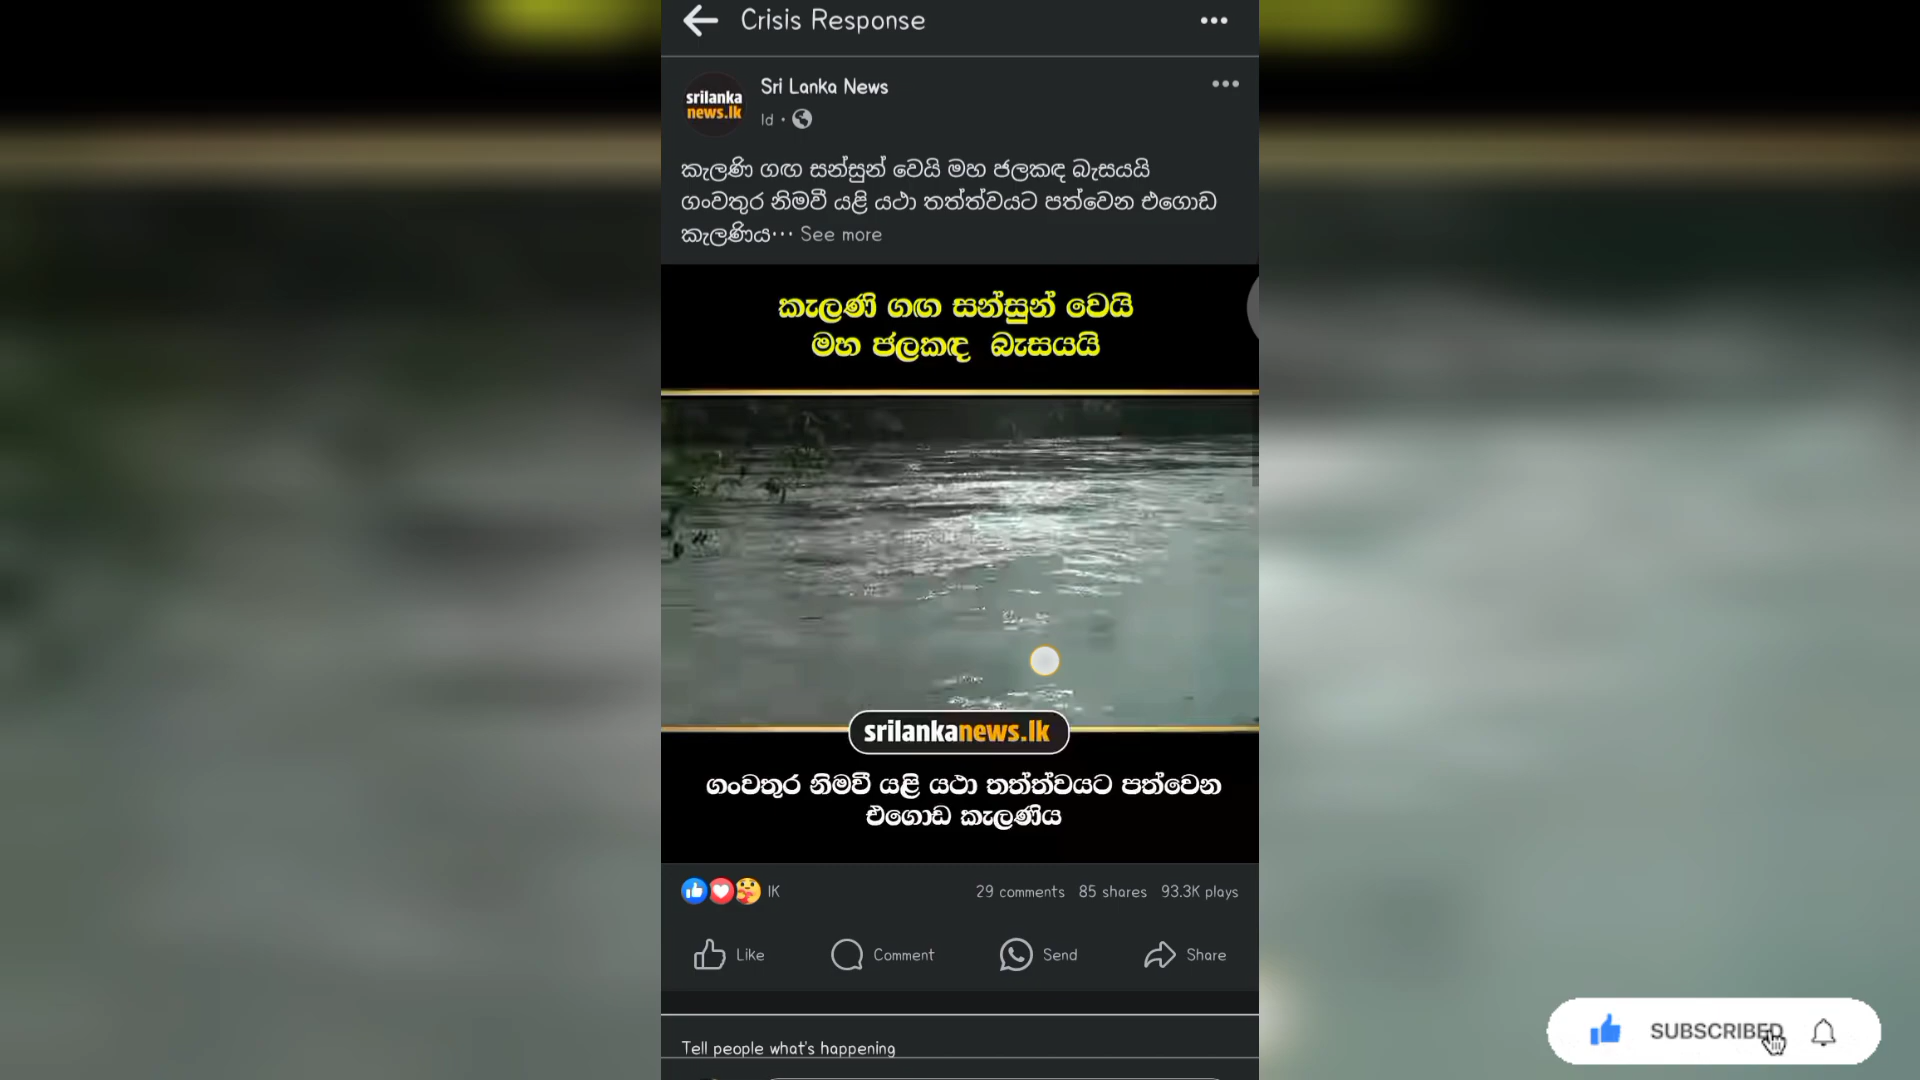 Crisis Response
srilanka
news.lk
Sri Lanka News
1d
කැලණි ගඟ සන්සුන් වෙයි මහ ජලකඳ බැසයයි
ගංවතුර නිමවී යළි යථා තත්ත්වයට පත්වෙන එගොඩ
කැලණිය... See more
කැලණි ගඟ සන්සුන් වෙයි
මහ ජලකඳ බැසයයි
srilankanews.lk
ගංවතුර නිමවී යළි යථා තත්ත්වයට පත්වෙන
එගොඩ කැලණිය
1K 29 comments 85 shares 93.3K plays
Like Comment Send Share
SUBSCRIBED
Tell people what's happening